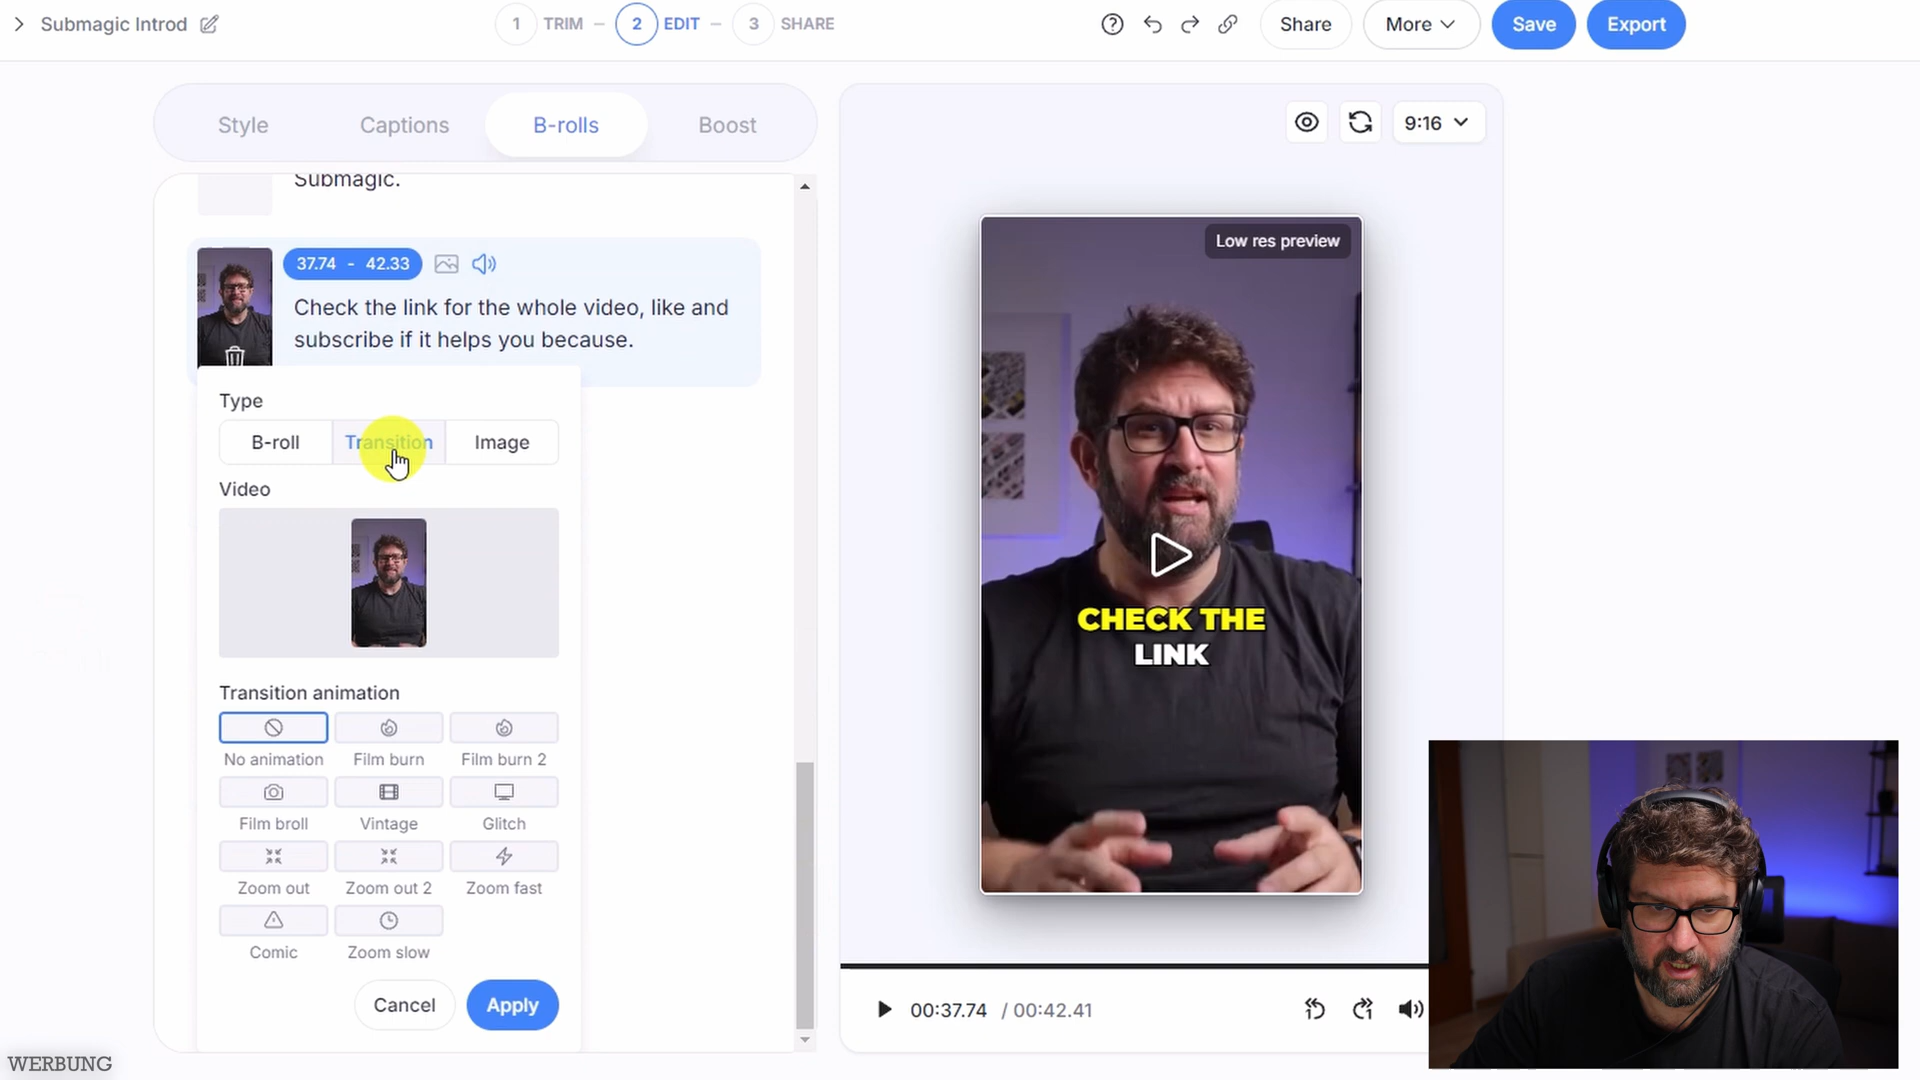 Submagic Introd
1 TRIM – 2 EDIT – 3 SHARE
Share
More
Save
Export
Style
Captions
B-rolls
Boost
9:16
Submagic.
37.74 - 42.33
Check the link for the whole video, like and
subscribe if it helps you because.
Type
B-roll
Transition
Image
Video
Transition animation
No animation
Film burn
Film burn 2
Film broll
Vintage
Glitch
Zoom out
Zoom out 2
Zoom fast
Comic
Zoom slow
Cancel
Apply
Low res preview
CHECK THE
LINK
00:37.74 / 00:42.41
WERBUNG